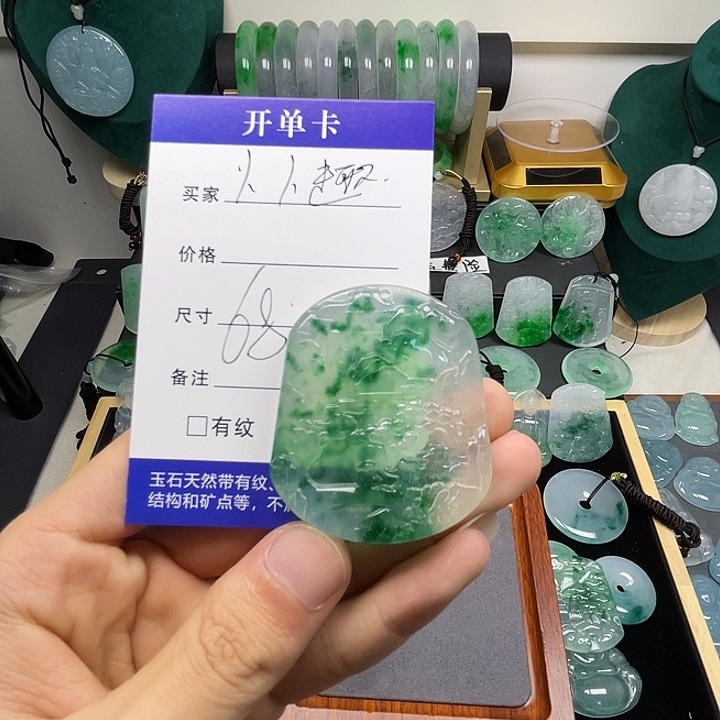 开单卡
买家
价格
尺寸 68
备注
□有纹
玉石天然带有纹、
结构和矿点等,不
险